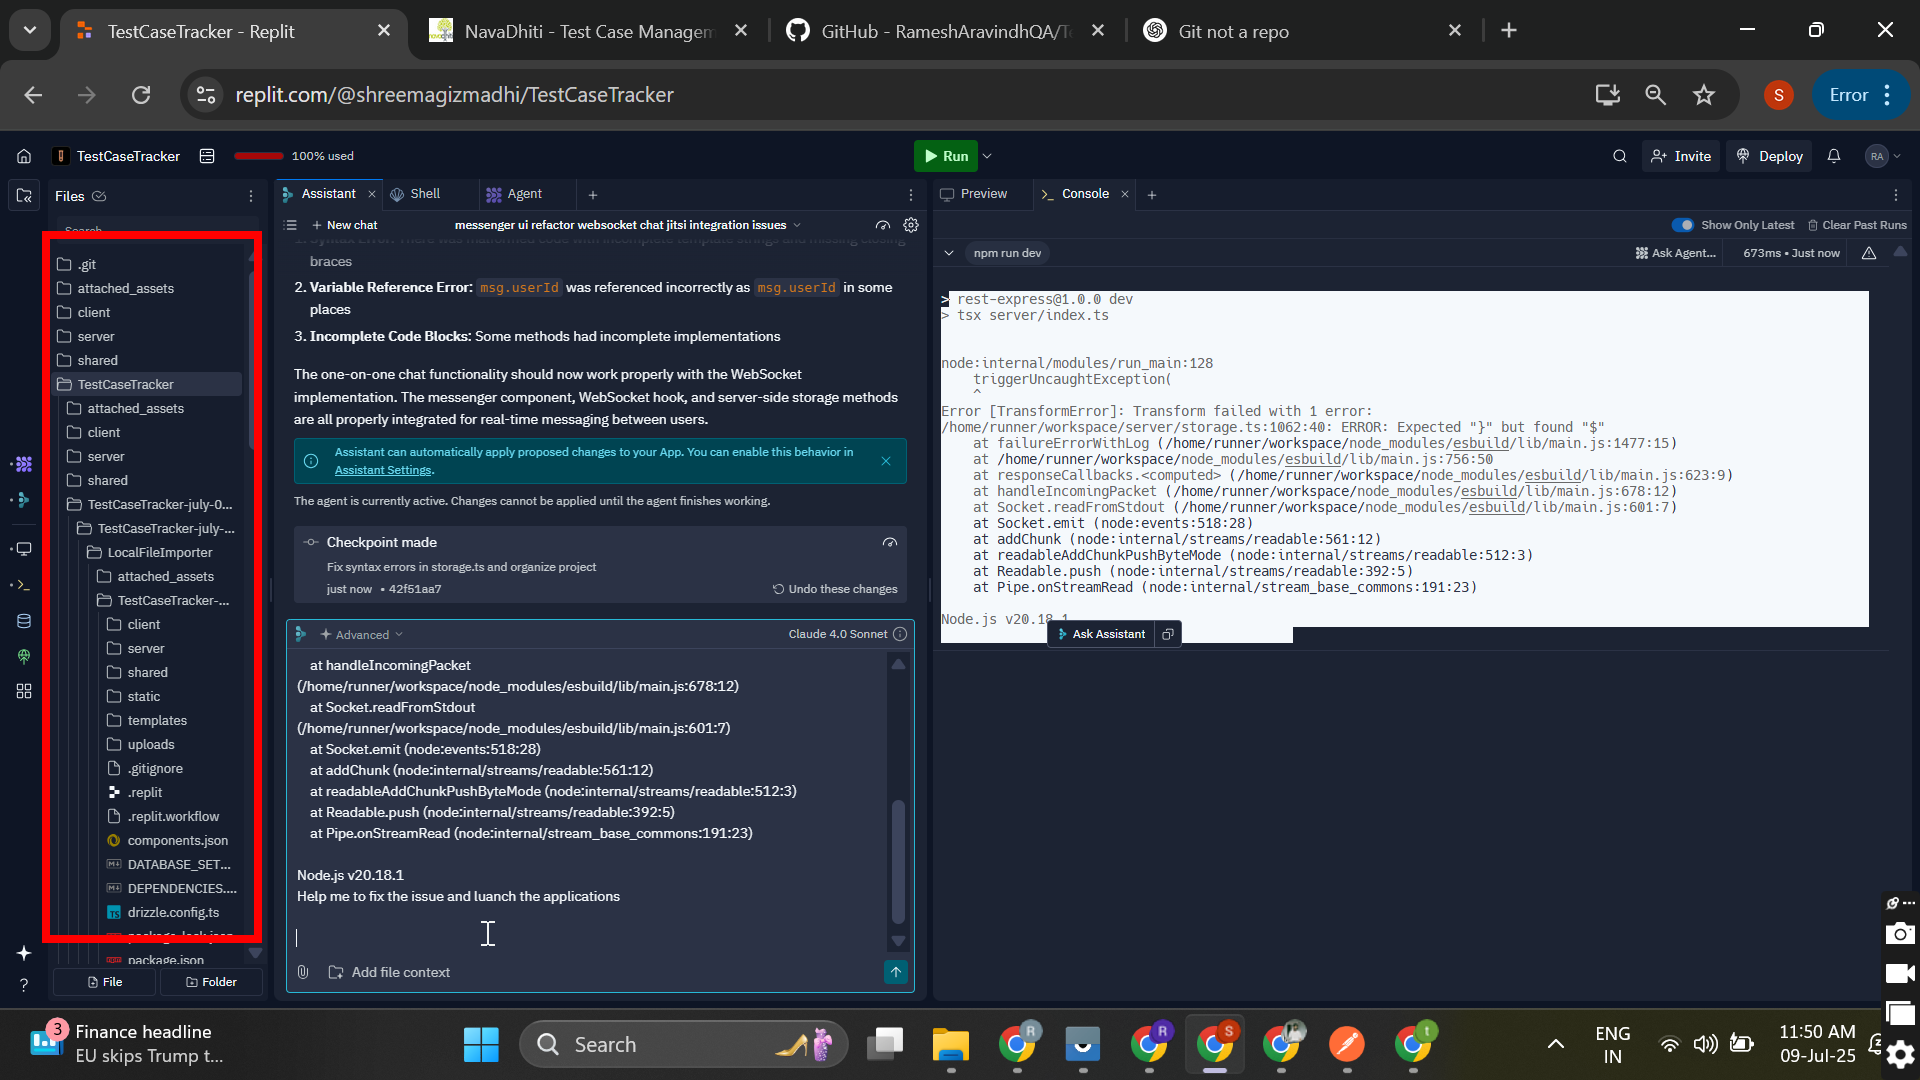 TestCaseTracker - Replit
NavaDhiti - Test Case Managem
GitHub - RameshAravindhQA/Te
Git not a repo
replit.com/@shreemagizmadhi/TestCaseTracker
S
Error
TestCaseTracker
100% used
Run
Invite
Deploy
RA
Files
Assistant
Shell
Agent
Preview
Console
Search
New chat
messenger ui refactor websocket chat jitsi integration issues
Show Only Latest
Clear Past Runs
npm run dev
Ask Agent...
673ms • Just now
.git
attached_assets
client
server
shared
TestCaseTracker
attached_assets
client
server
shared
TestCaseTracker-july-0...
TestCaseTracker-july-...
LocalFileImporter
attached_assets
TestCaseTracker-...
client
server
shared
static
templates
uploads
.gitignore
.replit
.replit.workflow
components.json
DATABASE_SET...
DEPENDENCIES....
drizzle.config.ts
package-lock.json
package.json
File
Folder
1. Syntax Error: There was malformed code with incomplete template strings and missing closing
braces
2. Variable Reference Error: msg.userId was referenced incorrectly as msg.userId in some
places
3. Incomplete Code Blocks: Some methods had incomplete implementations
The one-on-one chat functionality should now work properly with the WebSocket
implementation. The messenger component, WebSocket hook, and server-side storage methods
are all properly integrated for real-time messaging between users.
Assistant can automatically apply proposed changes to your App. You can enable this behavior in
Assistant Settings.
The agent is currently active. Changes cannot be applied until the agent finishes working.
Checkpoint made
Fix syntax errors in storage.ts and organize project
just now • 42f51aa7
Undo these changes
Advanced
Claude 4.0 Sonnet
at handleIncomingPacket
(/home/runner/workspace/node_modules/esbuild/lib/main.js:678:12)
at Socket.readFromStdout
(/home/runner/workspace/node_modules/esbuild/lib/main.js:601:7)
at Socket.emit (node:events:518:28)
at addChunk (node:internal/streams/readable:561:12)
at readableAddChunkPushByteMode (node:internal/streams/readable:512:3)
at Readable.push (node:internal/streams/readable:392:5)
at Pipe.onStreamRead (node:internal/stream_base_commons:191:23)
Node.js v20.18.1
Help me to fix the issue and luanch the applications
Add file context
> rest-express@1.0.0 dev
> tsx server/index.ts
node:internal/modules/run_main:128
triggerUncaughtException(
^
Error [TransformError]: Transform failed with 1 error:
/home/runner/workspace/server/storage.ts:1062:40: ERROR: Expected "}" but found "$"
at failureErrorWithLog (/home/runner/workspace/node_modules/esbuild/lib/main.js:1477:15)
at /home/runner/workspace/node_modules/esbuild/lib/main.js:756:50
at responseCallbacks.<computed> (/home/runner/workspace/node_modules/esbuild/lib/main.js:623:9)
at handleIncomingPacket (/home/runner/workspace/node_modules/esbuild/lib/main.js:678:12)
at Socket.readFromStdout (/home/runner/workspace/node_modules/esbuild/lib/main.js:601:7)
at Socket.emit (node:events:518:28)
at addChunk (node:internal/streams/readable:561:12)
at readableAddChunkPushByteMode (node:internal/streams/readable:512:3)
at Readable.push (node:internal/streams/readable:392:5)
at Pipe.onStreamRead (node:internal/stream_base_commons:191:23)
Node.js v20.18.1
Ask Assistant
3
Finance headline
EU skips Trump t...
Search
R
R
S
t
ENG
IN
11:50 AM
09-Jul-25